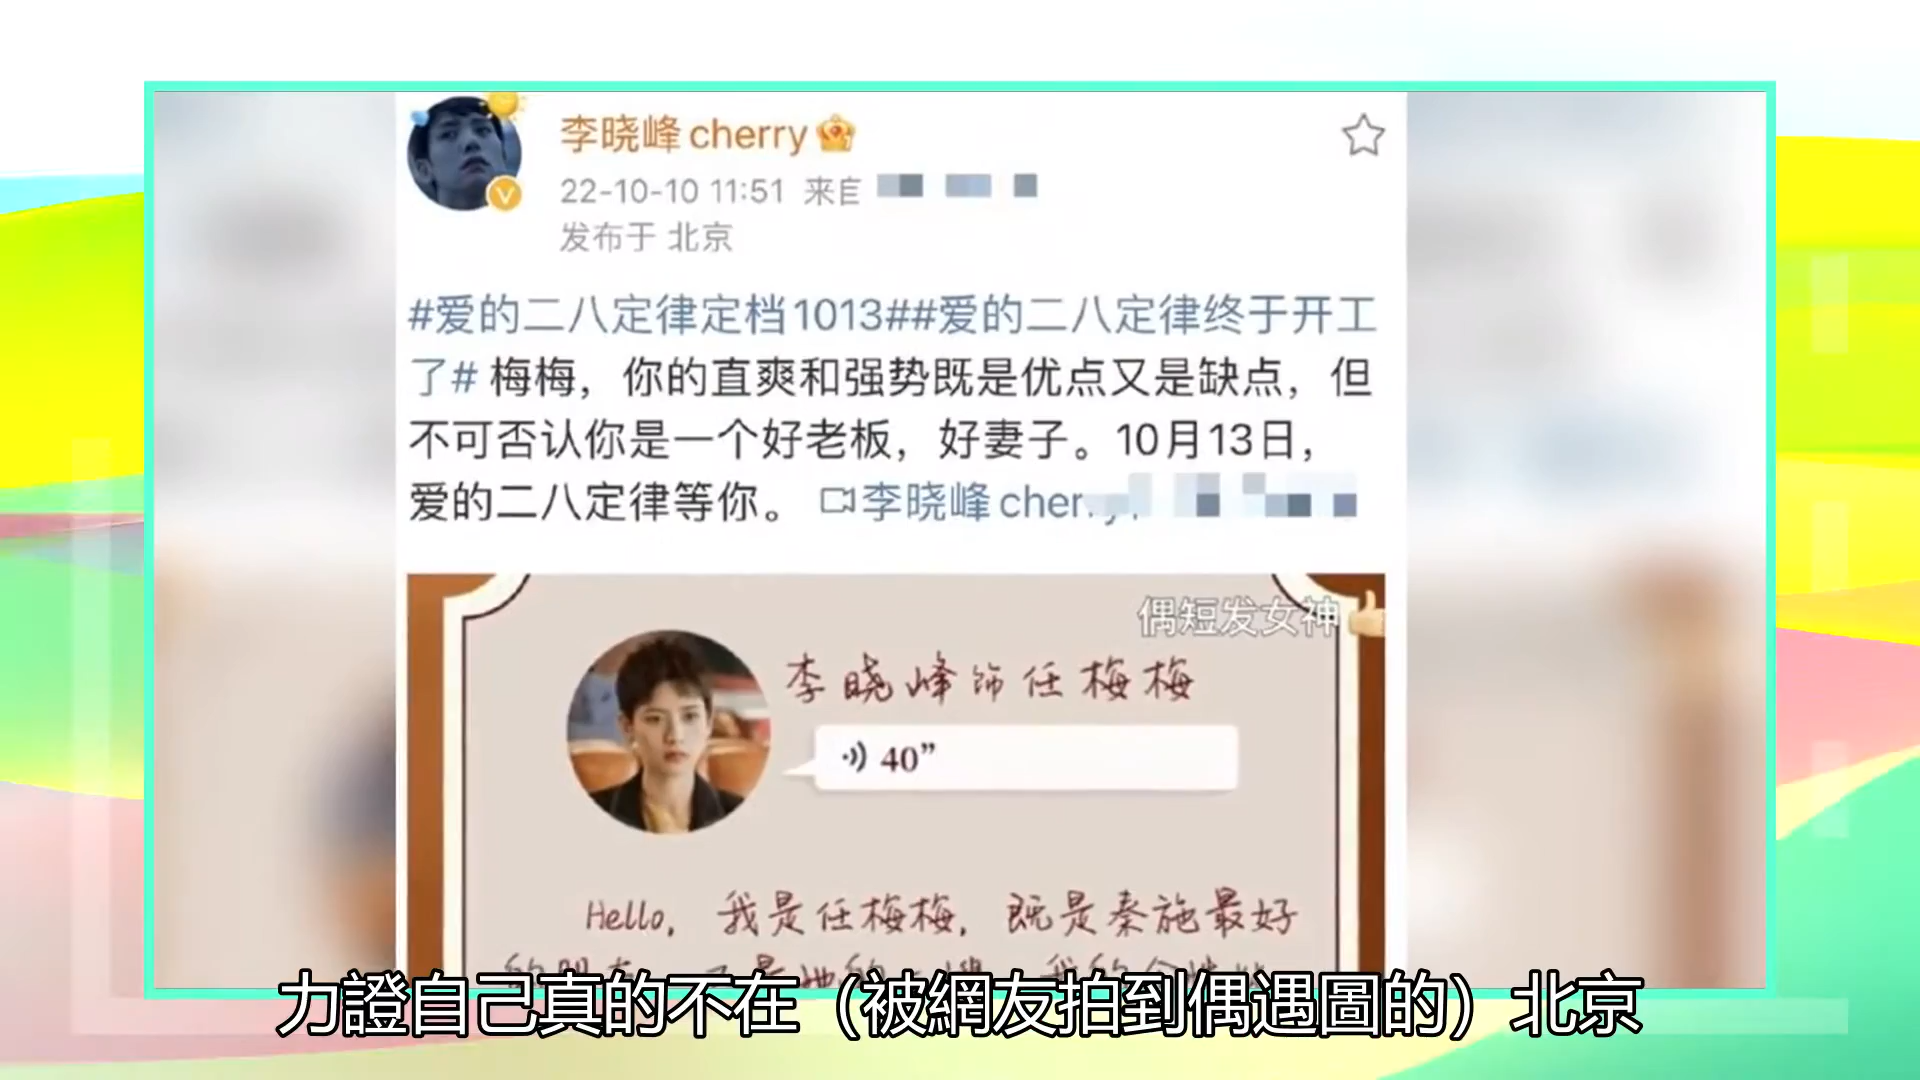 李晓峰cherry
22-10-10 11:51 来自
发布于 北京
#爱的二八定律定档1013##爱的二八定律终于开工
了# 梅梅，你的直爽和强势既是优点又是缺点，但
不可否认你是一个好老板，好妻子。10月13日，
爱的二八定律等你。 李晓峰cherry
偶短发女神
李晓峰饰任梅梅
40”
Hello, 我是任梅梅, 既是秦施最好
力證自己真的不在（被網友拍到偶遇圖的）北京